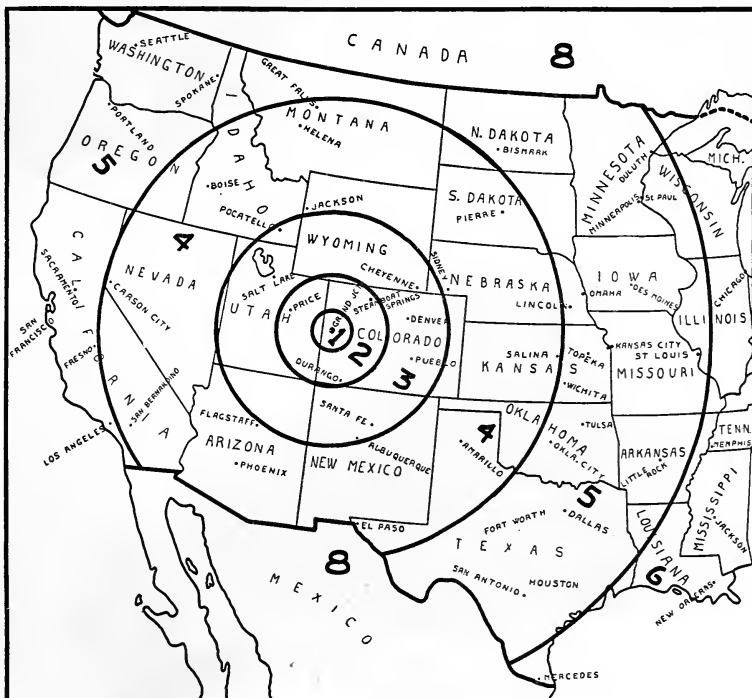 CANADA
8
SEATTLE
WASHINGTON
SPOKANE
GREAT FALLS
MONTANA
HELENA
N. DAKOTA
BISMARK
MINNESOTA
DULUTH
MICH.
PORTLAND
OREGON
5
IDAHO
BOISE
POCATELLO
JACKSON
S. DAKOTA
PIERRE
MINNEAPOLIS
ST PAUL
WISCONSIN
4
WYOMING
CHEYENNE
SIDNEY
NEBRASKA
LINCOLN
IOWA
OMAHA
DES MOINES
CHICAGO
ILLINOIS
CALIFORNIA
SACRAMENTO
NEVADA
CARSON CITY
UTAH
SALT LAKE
PRICE
GRAND JCT
STEAMBOAT
SPRINGS
DENVER
COLORADO
PUEBLO
1
2
3
DURANGO
SAN
FRANCISCO
FRESNO
SAN BERNARDINO
LOS ANGELES
KANSAS
SALINA
TOPEKA
WICHITA
KANSAS CITY
ST LOUIS
MISSOURI
FLAGSTAFF
ARIZONA
PHOENIX
SANTA FE
ALBUQUERQUE
NEW MEXICO
4
AMARILLO
OKLAHOMA
TULSA
OKLA. CITY
ARKANSAS
LITTLE
ROCK
TENN.
MEMPHIS
EL PASO
FORT WORTH
DALLAS
5
TEXAS
SAN ANTONIO
HOUSTON
LOUISIANA
6
MISSISSIPPI
JACKSON
NEW ORLEANS
8
MEXICO
MERCEDES